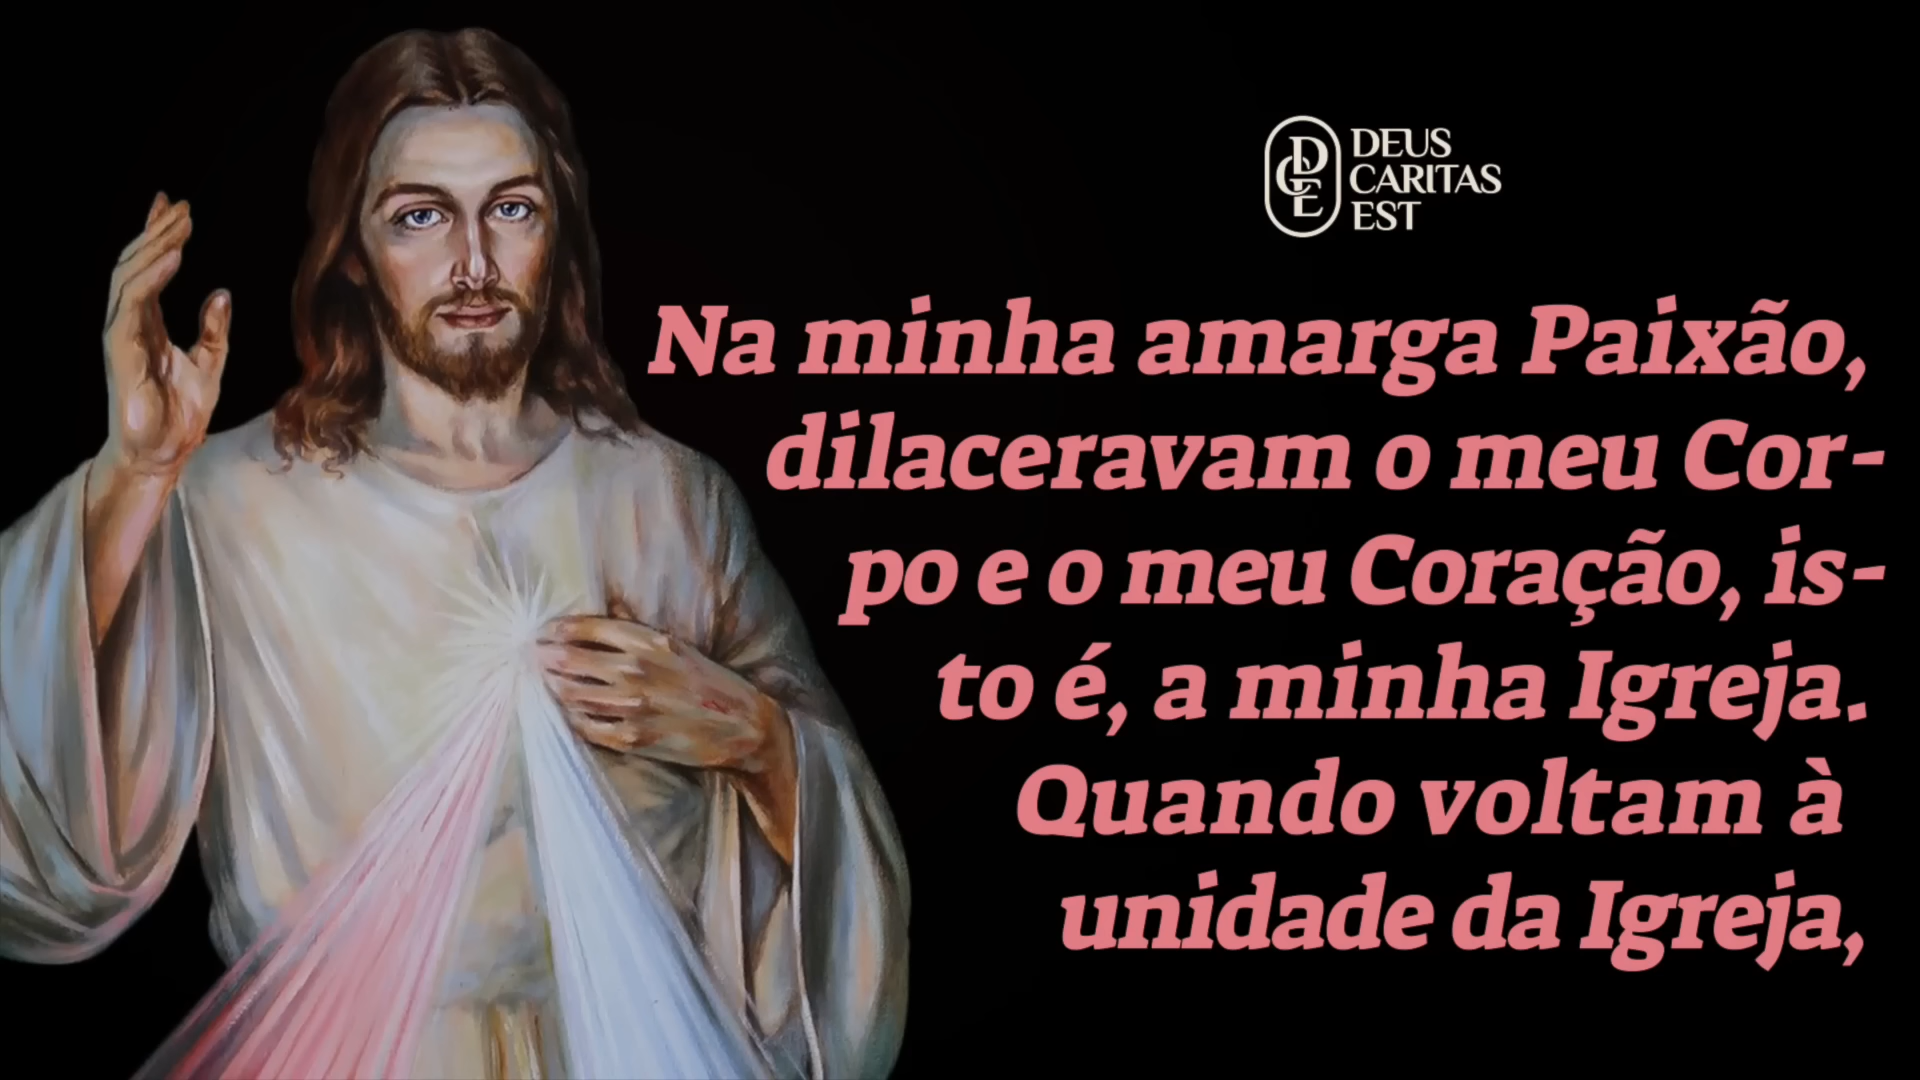 DCE
DEUS
CARITAS
EST
Na minha amarga Paixão,
dilaceravam o meu Cor-
po e o meu Coração, is-
to é, a minha Igreja.
Quando voltam à
unidade da Igreja,